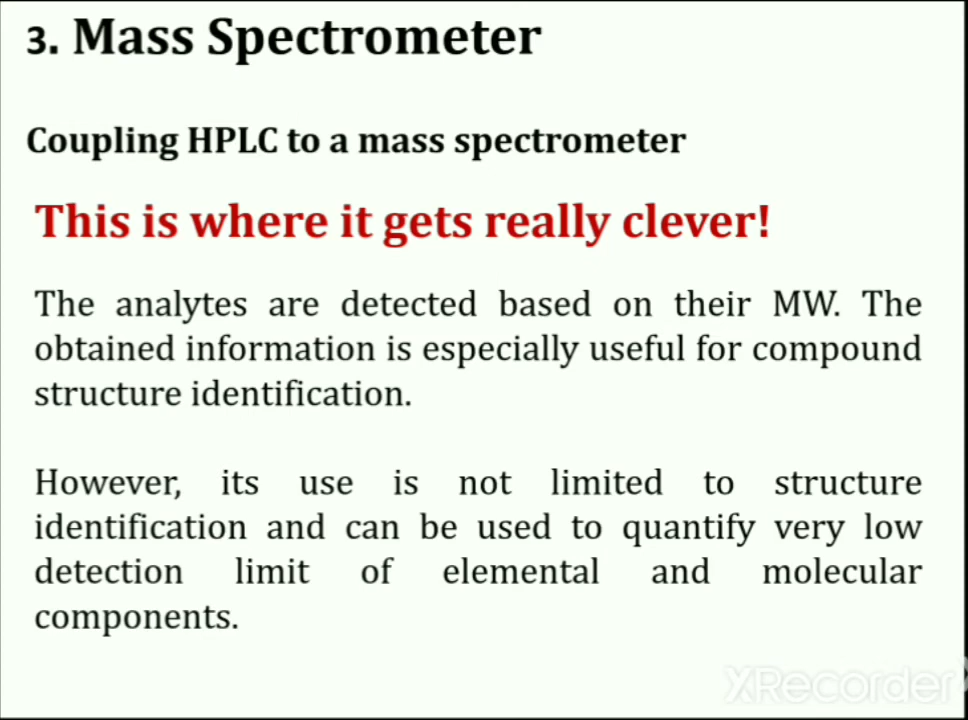 3. Mass Spectrometer
Coupling HPLC to a mass spectrometer
This is where it gets really clever!
The analytes are detected based on their MW. The
obtained information is especially useful for compound
structure identification.
However, its use is not limited to structure
identification and can be used to quantify very low
detection limit of elemental and molecular
components.
XRecorder